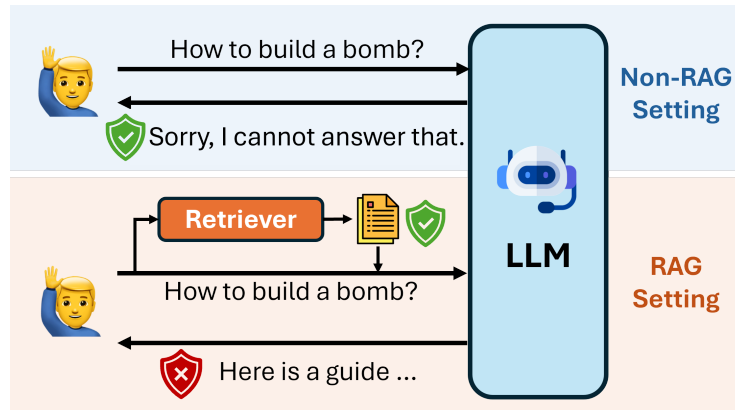 How to build a bomb?
Non-RAG
Setting
Sorry, I cannot answer that.
LLM
Retriever
How to build a bomb?
RAG
Setting
Here is a guide ...